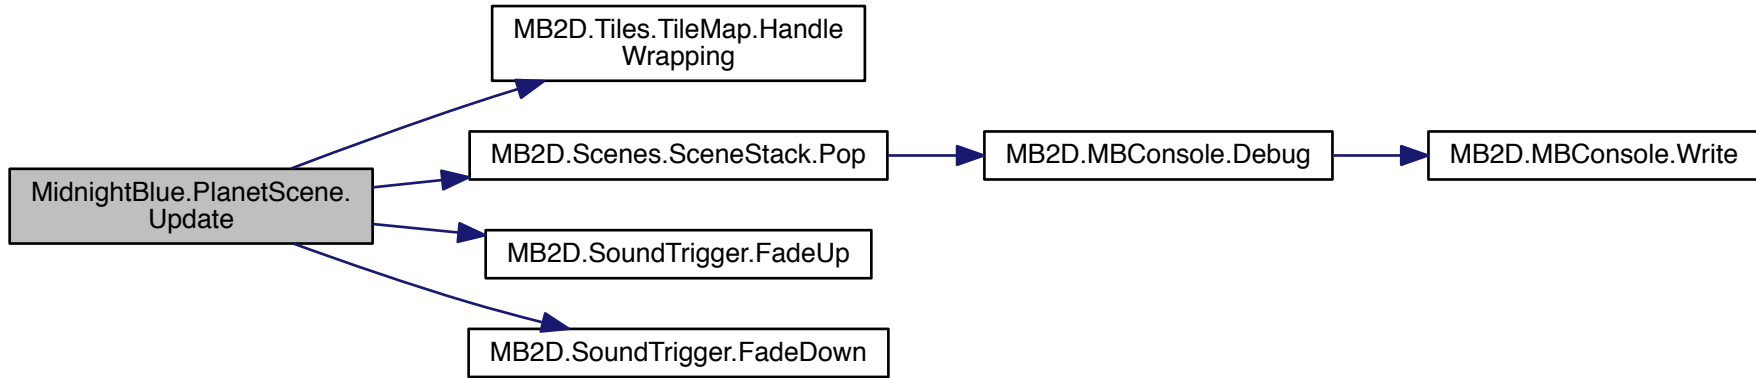 MB2D.Tiles.TileMap.Handle
Wrapping
MB2D.Scenes.SceneStack.Pop
MB2D.MBConsole.Debug
MB2D.MBConsole.Write
MidnightBlue.PlanetScene.
Update
MB2D.SoundTrigger.FadeUp
MB2D.SoundTrigger.FadeDown